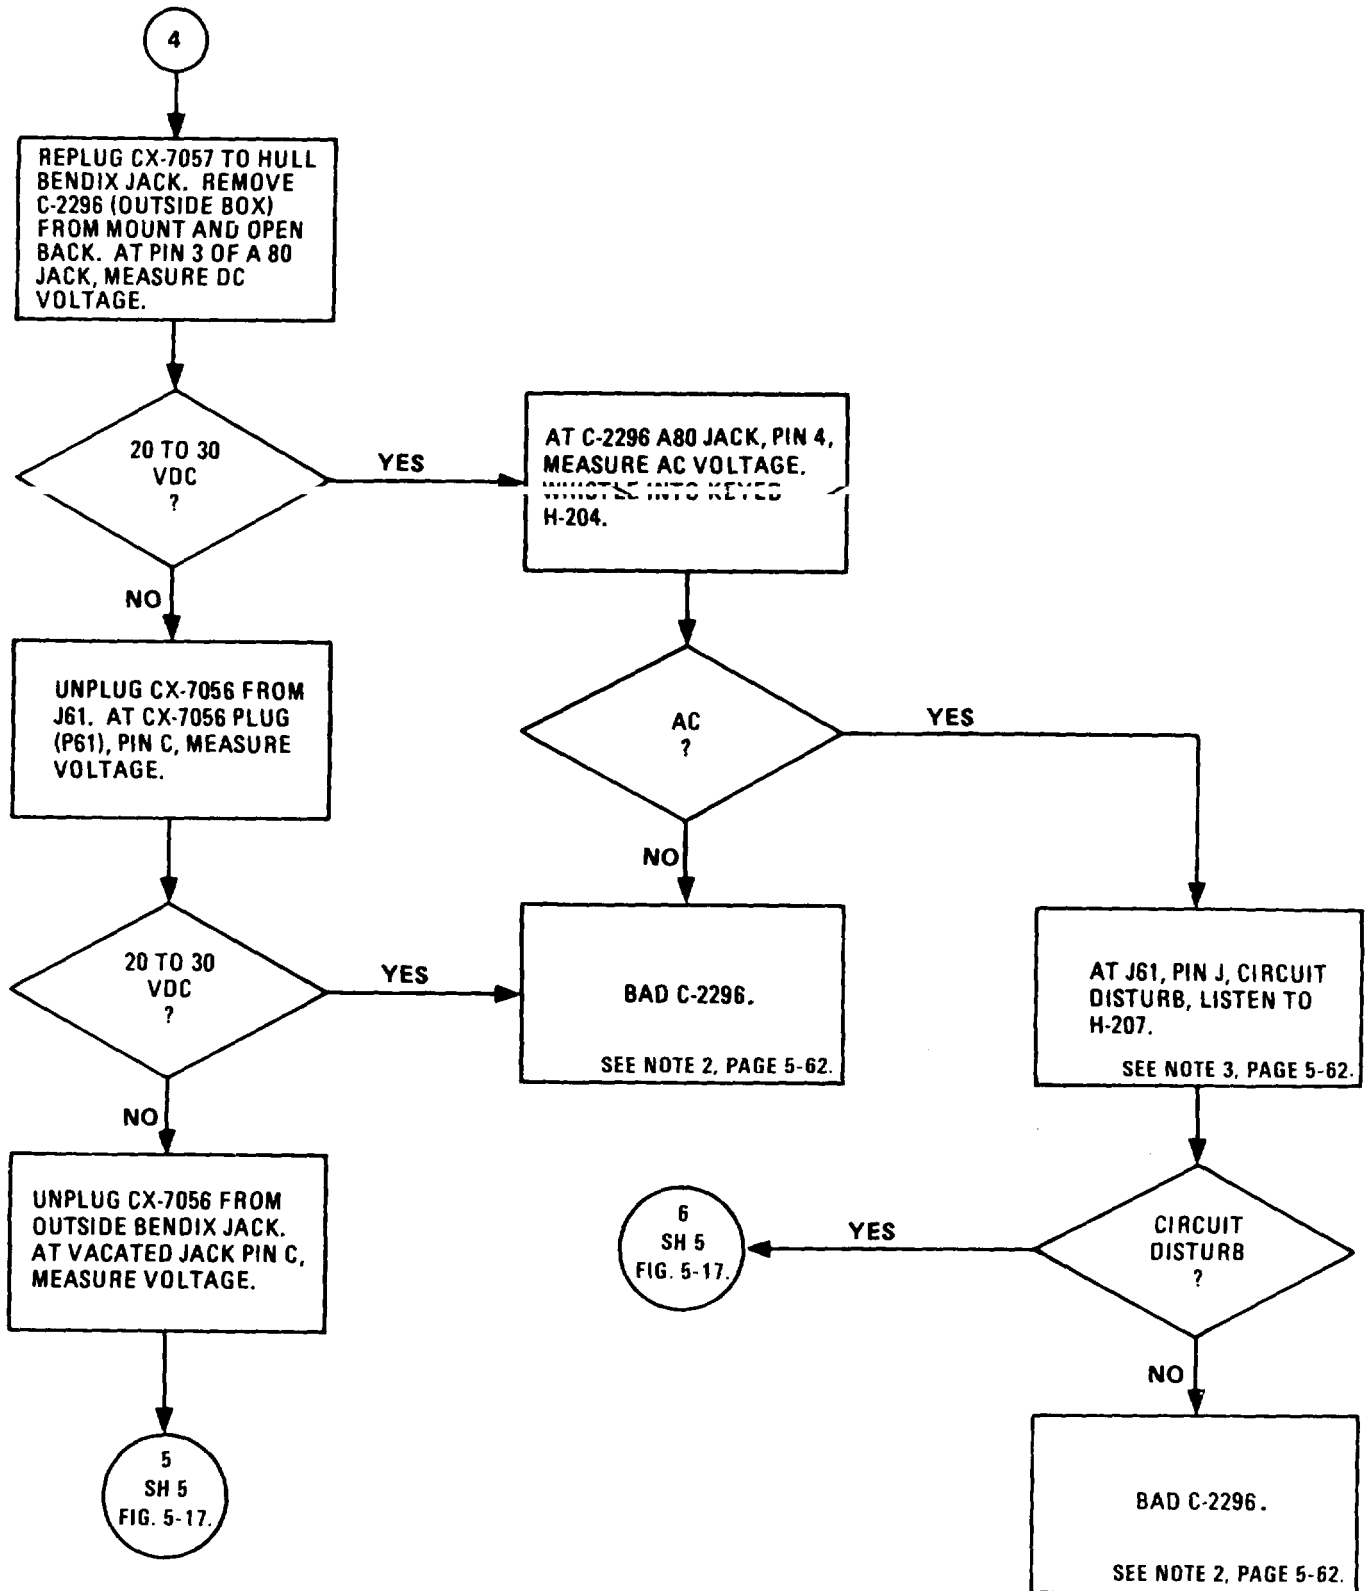 4
REPLUG CX-7057 TO HULL
BENDIX JACK. REMOVE
C-2296 (OUTSIDE BOX)
FROM MOUNT AND OPEN
BACK. AT PIN 3 OF A 80
JACK, MEASURE DC
VOLTAGE.
20 TO 30
VDC
?
YES
NO
AT C-2296 A80 JACK, PIN 4,
MEASURE AC VOLTAGE.
WHISTLE INTO KEYED
H-204.
UNPLUG CX-7056 FROM
J61. AT CX-7056 PLUG
(P61), PIN C, MEASURE
VOLTAGE.
AC
?
YES
NO
20 TO 30
VDC
?
YES
NO
BAD C-2296.
SEE NOTE 2, PAGE 5-62.
AT J61, PIN J, CIRCUIT
DISTURB, LISTEN TO
H-207.
SEE NOTE 3, PAGE 5-62.
UNPLUG CX-7056 FROM
OUTSIDE BENDIX JACK.
AT VACATED JACK PIN C,
MEASURE VOLTAGE.
CIRCUIT
DISTURB
?
YES
NO
6
SH 5
FIG. 5-17.
5
SH 5
FIG. 5-17.
BAD C-2296.
SEE NOTE 2, PAGE 5-62.